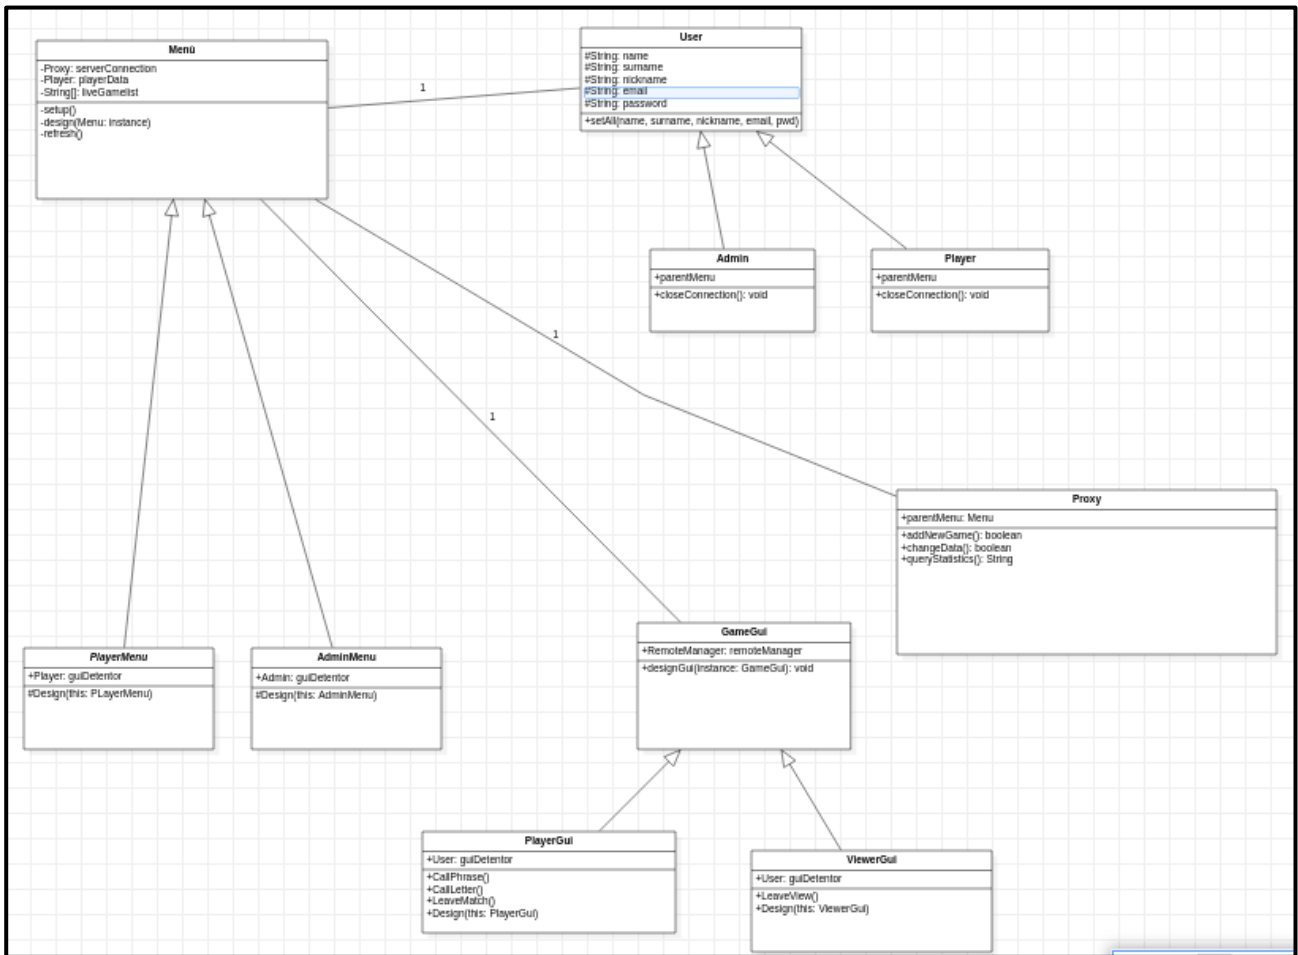 Menù
-Proxy: serverConnection
-Player: playerData
-String[]: liveGamelist
-setup()
-design(Menu: instance)
-refresh()
1
User
#String: name
#String: surname
#String: nickname
#String: email
#String: password
+setAll(name, surname, nickname, email, pwd)
Admin
+parentMenu
+closeConnection(): void
Player
+parentMenu
+closeConnection(): void
1
1
Proxy
+parentMenu: Menu
+addNewGame(): boolean
+changeData(): boolean
+queryStatistics(): String
PlayerMenu
+Player: guiDetentor
#Design(this: PLayerMenu)
AdminMenu
+Admin: guiDetentor
#Design(this: AdminMenu)
GameGui
+RemoteManager: remoteManager
+designGui(instance: GameGui): void
PlayerGui
+User: guiDetentor
+CallPhrase()
+CallLetter()
+LeaveMatch()
+Design(this: PlayerGui)
ViewerGui
+User: guiDetentor
+LeaveView()
+Design(this: ViewerGui)